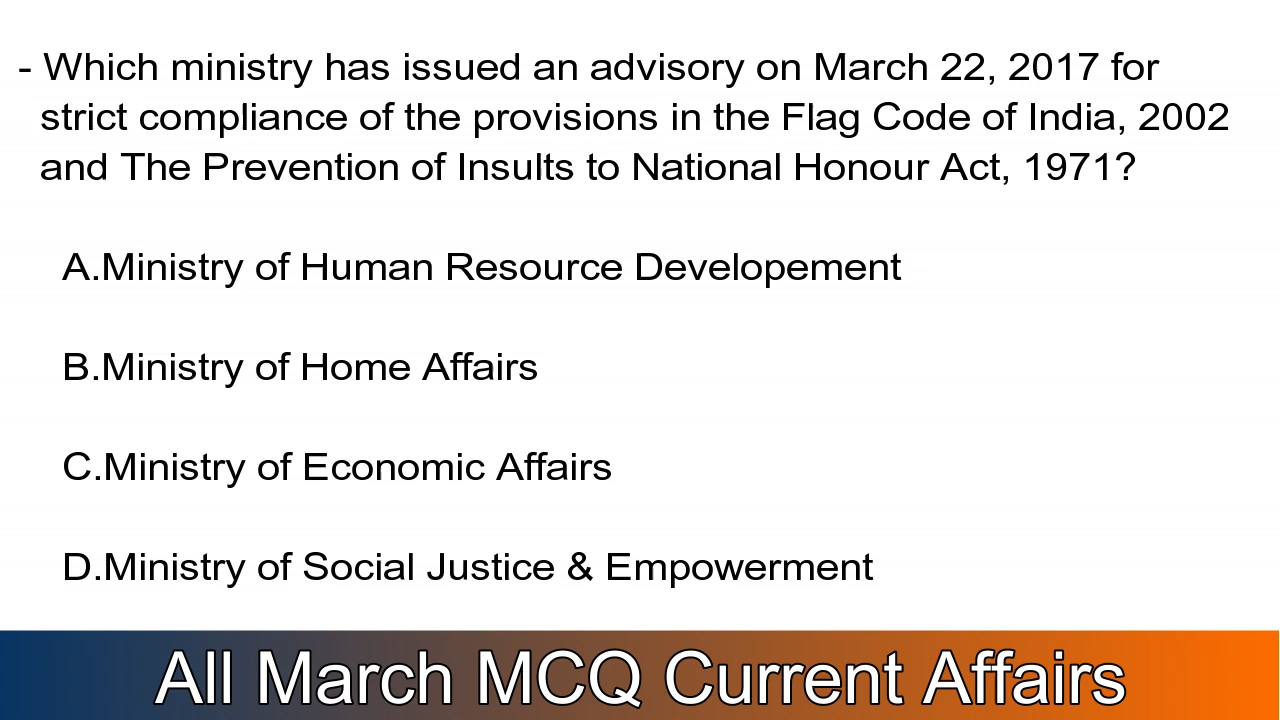 - Which ministry has issued an advisory on March 22, 2017 for
strict compliance of the provisions in the Flag Code of India, 2002
and The Prevention of Insults to National Honour Act, 1971?
A.Ministry of Human Resource Developement
B.Ministry of Home Affairs
C.Ministry of Economic Affairs
D.Ministry of Social Justice & Empowerment
All March MCQ Current Affairs